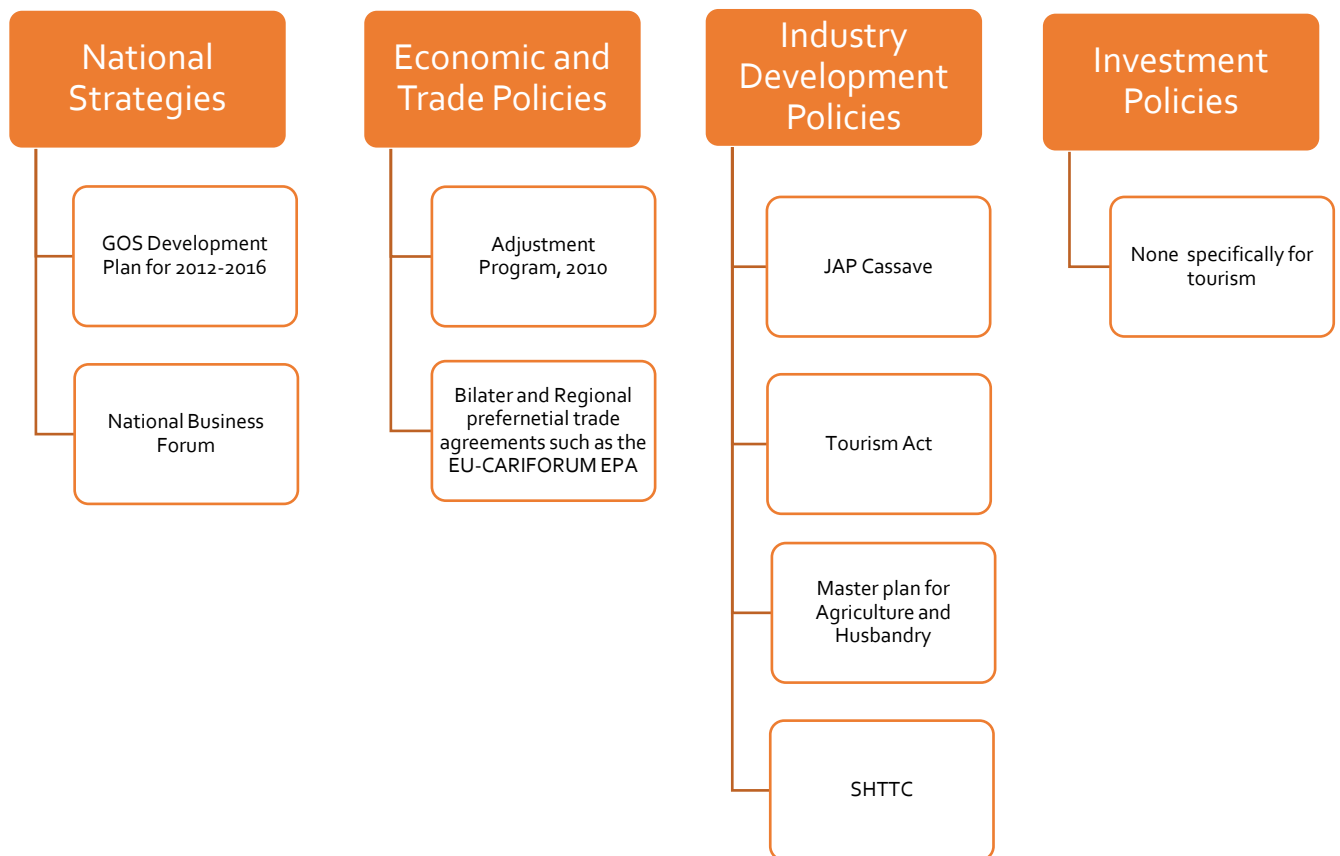 National
Strategies
GOS Development
Plan for 2012-2016
National Business
Forum
Economic and
Trade Policies
Adjustment
Program, 2010
Bilater and Regional
prefernetial trade
agreements such as the
EU-CARIFORUM EPA
Industry
Development
Policies
JAP Cassave
Tourism Act
Master plan for
Agriculture and
Husbandry
SHTTC
Investment
Policies
None specifically for
tourism